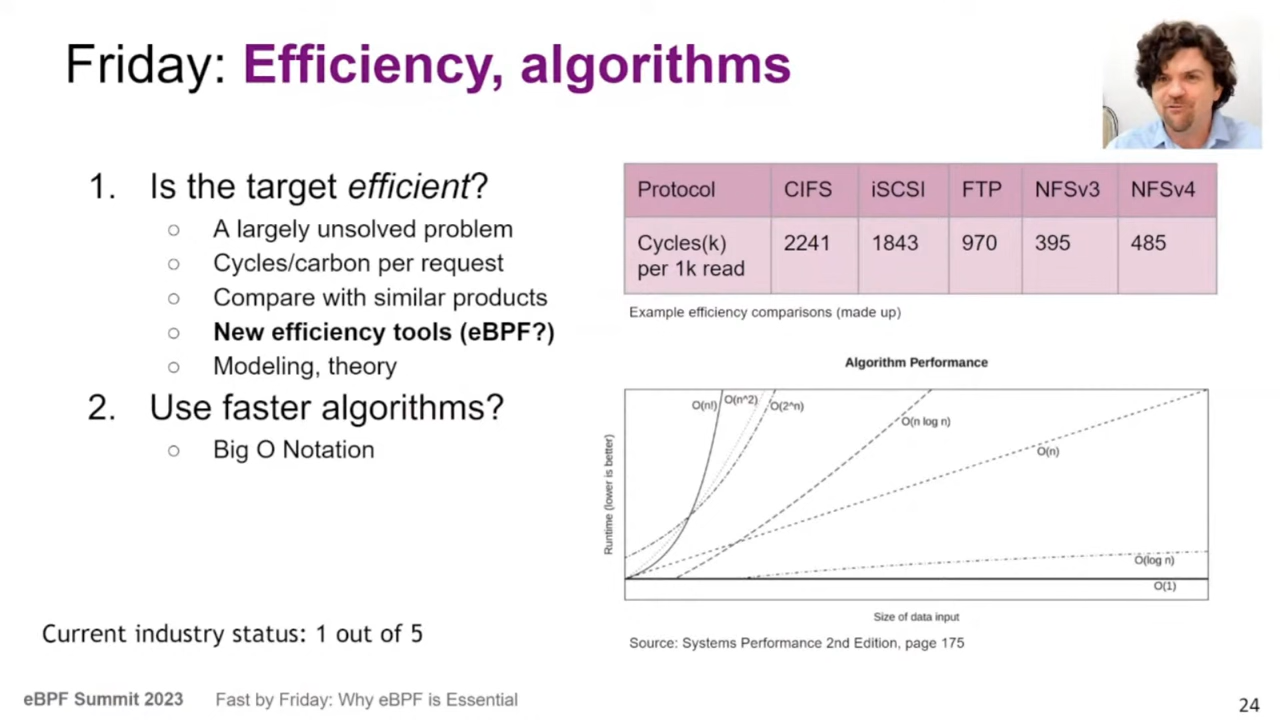 Friday: Efficiency, algorithms
1. Is the target efficient?
○ A largely unsolved problem
○ Cycles/carbon per request
○ Compare with similar products
○ New efficiency tools (eBPF?)
○ Modeling, theory
2. Use faster algorithms?
○ Big O Notation
Current industry status: 1 out of 5
Protocol CIFS iSCSI FTP NFSv3 NFSv4
Cycles(k) 2241 1843 970 395 485
per 1k read
Example efficiency comparisons (made up)
Algorithm Performance
Runtime (lower is better)
O(n!) O(n^2) O(2^n)
O(n log n)
O(n)
O(log n)
O(1)
Size of data input
Source: Systems Performance 2nd Edition, page 175
eBPF Summit 2023 Fast by Friday: Why eBPF is Essential
24